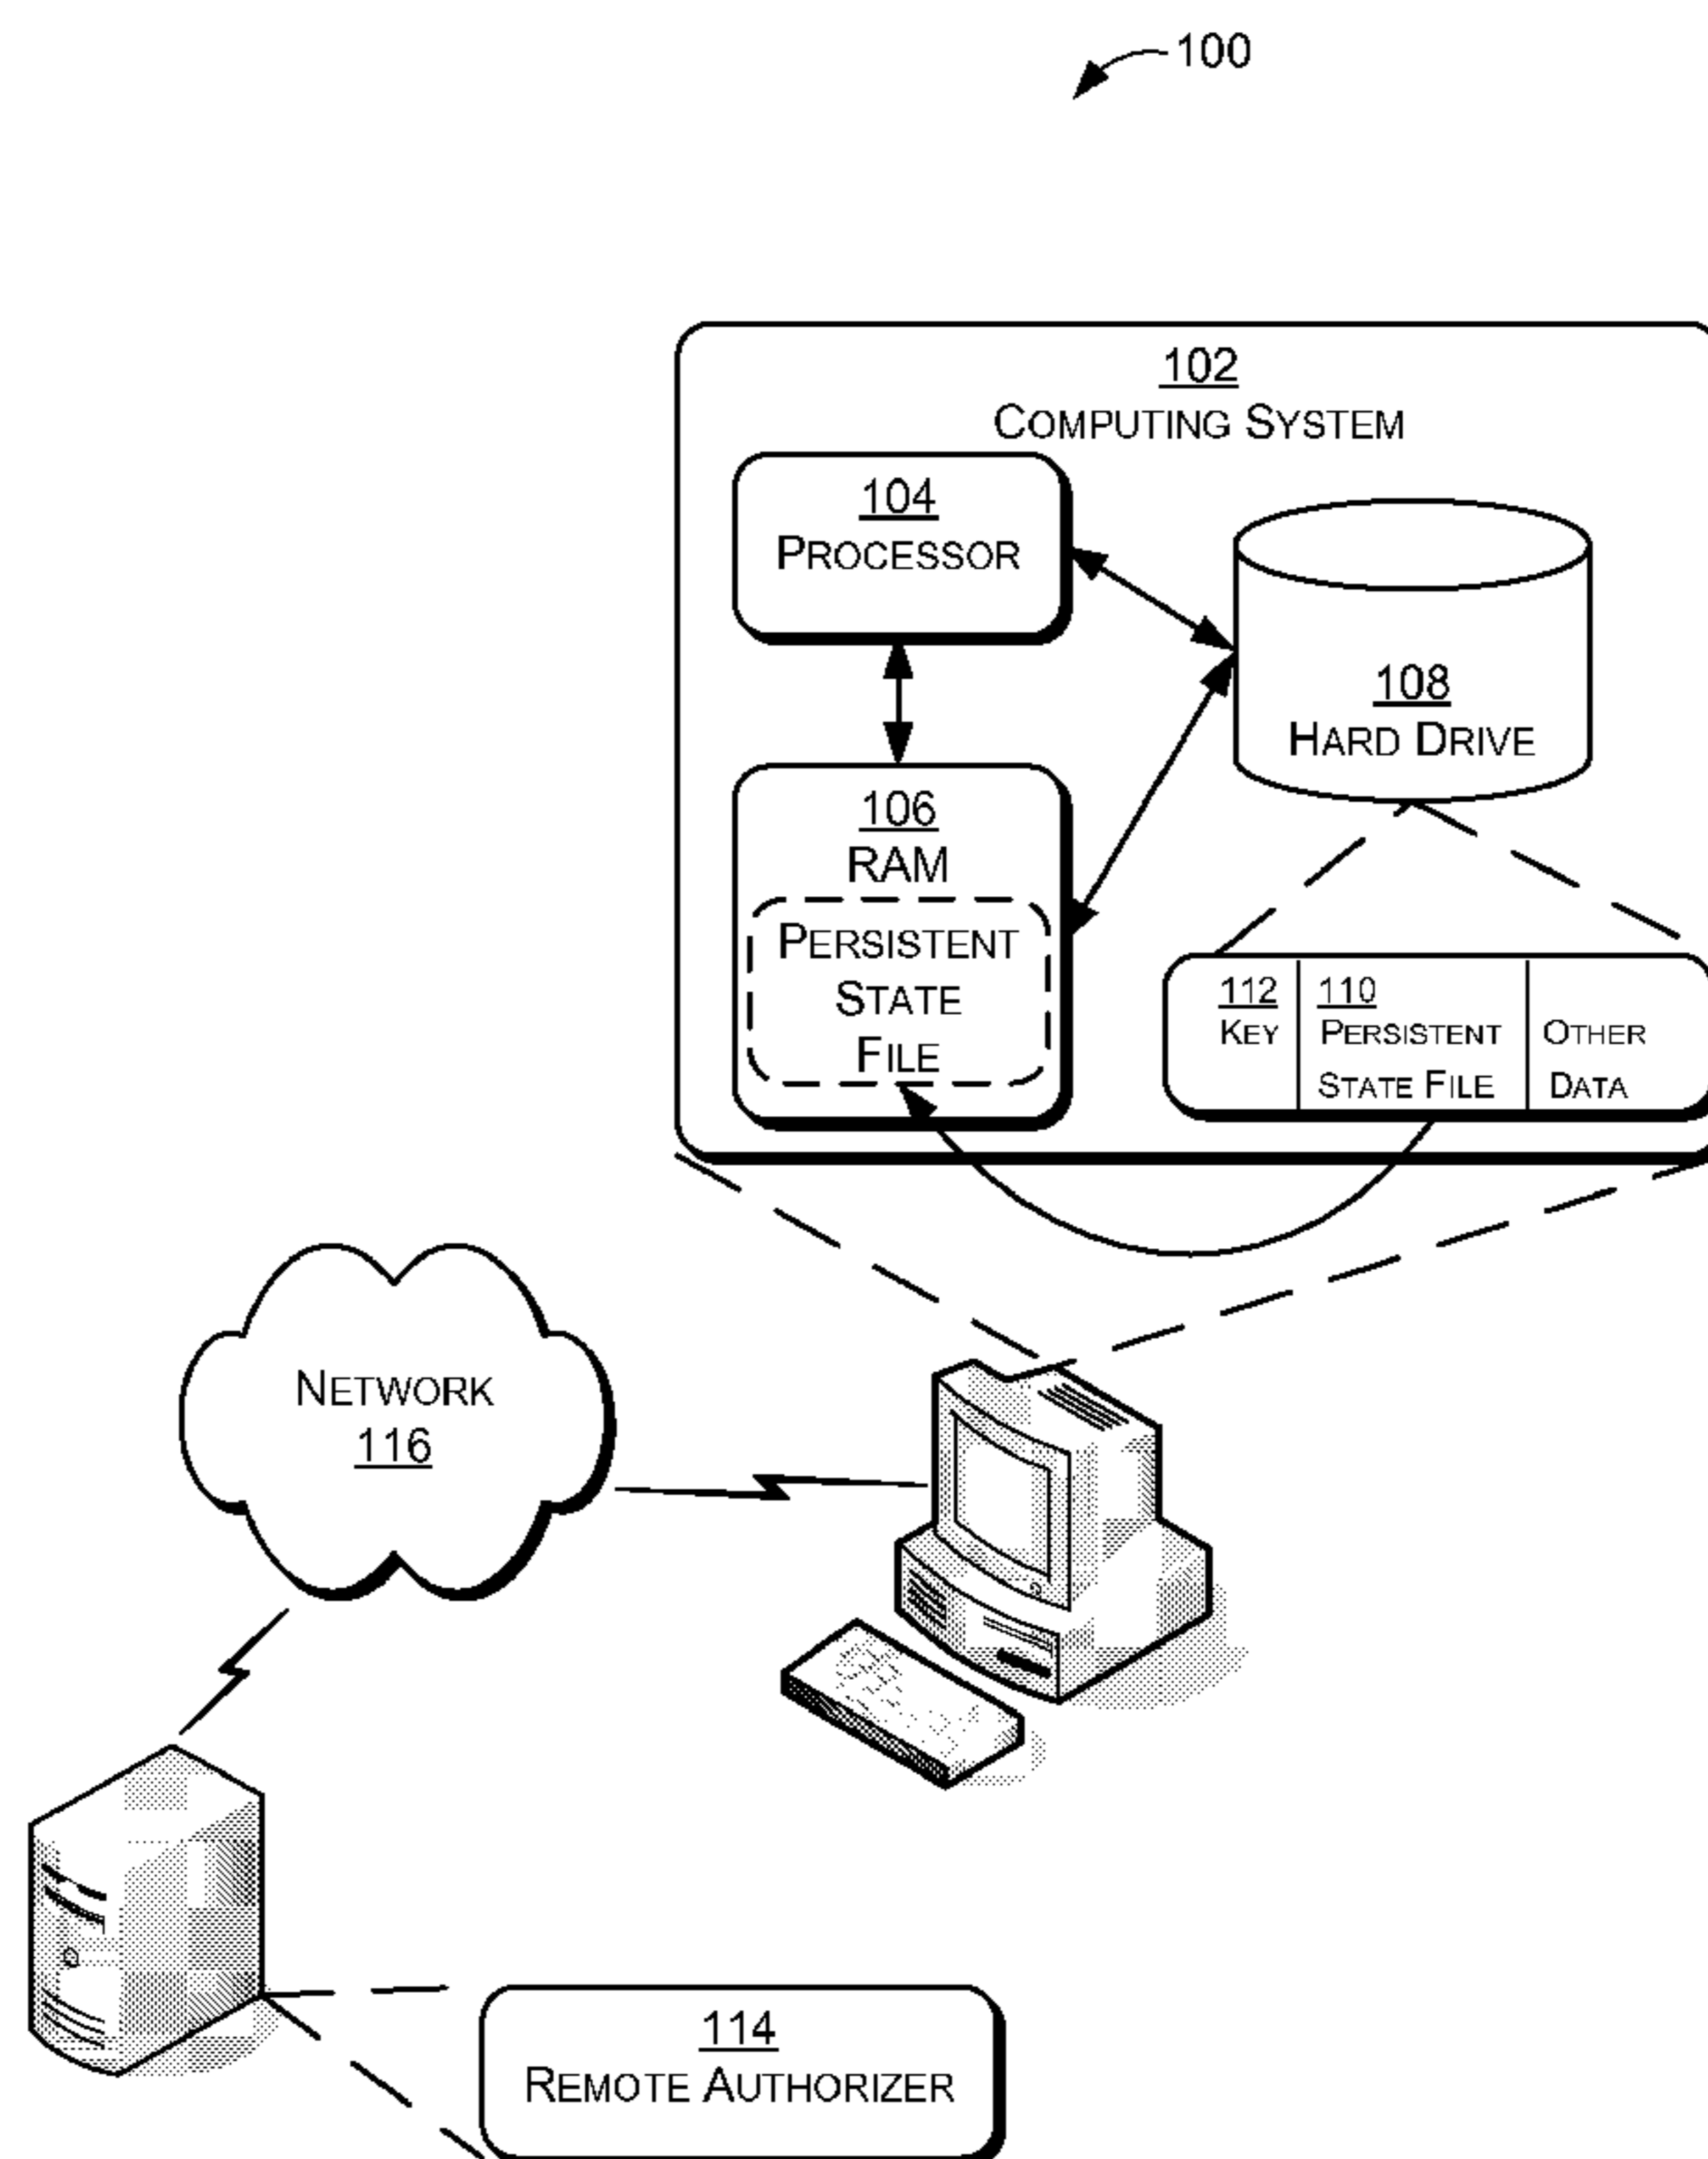 100
102
COMPUTING SYSTEM
104
PROCESSOR
108
HARD DRIVE
106
RAM
PERSISTENT
STATE
FILE
112
KEY
110
PERSISTENT
STATE FILE
OTHER
DATA
NETWORK
116
114
REMOTE AUTHORIZER